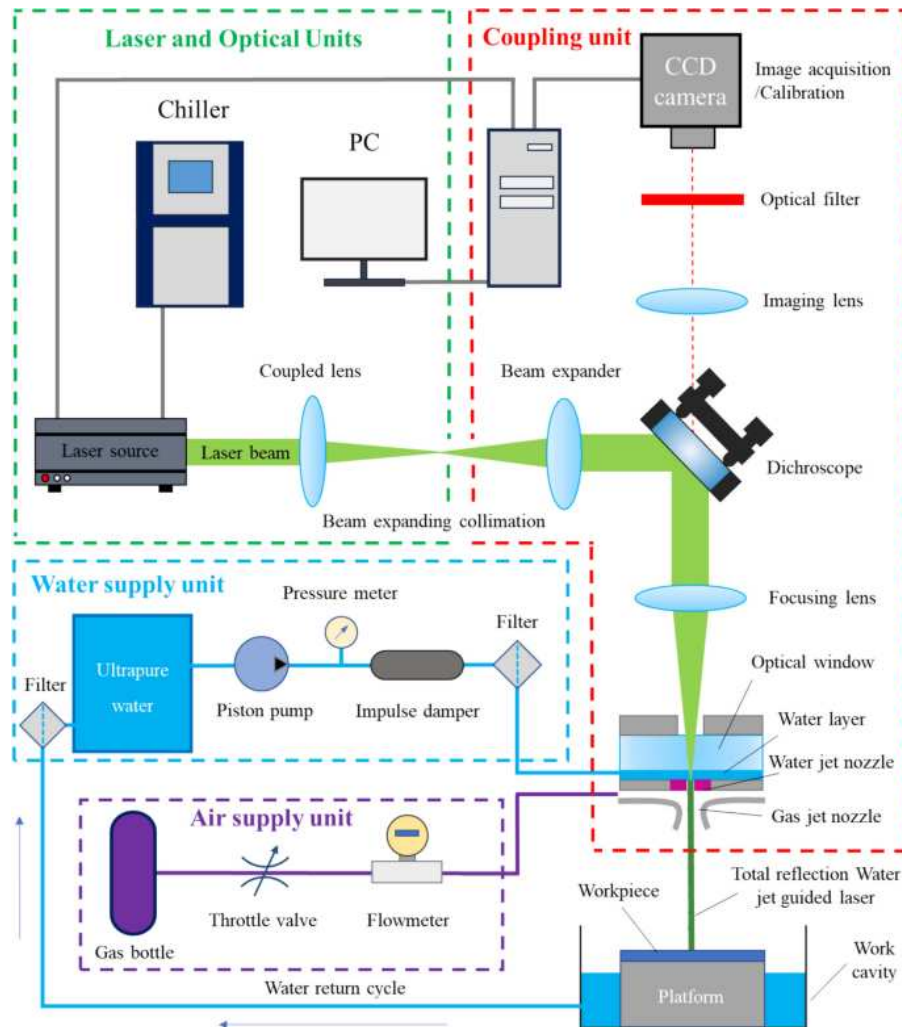 Laser and Optical Units
Coupling unit
CCD
camera
Image acquisition
/Calibration
Chiller
PC
Optical filter
Imaging lens
Coupled lens
Beam expander
Laser source
Laser beam
Dichroscope
Beam expanding collimation
Water supply unit
Pressure meter
Filter
Focusing lens
Filter
Ultrapure
water
Piston pump
Impulse damper
Optical window
Water layer
Water jet nozzle
Gas jet nozzle
Air supply unit
Throttle valve
Flowmeter
Gas bottle
Workpiece
Total reflection Water
jet guided laser
Work
cavity
Platform
Water return cycle